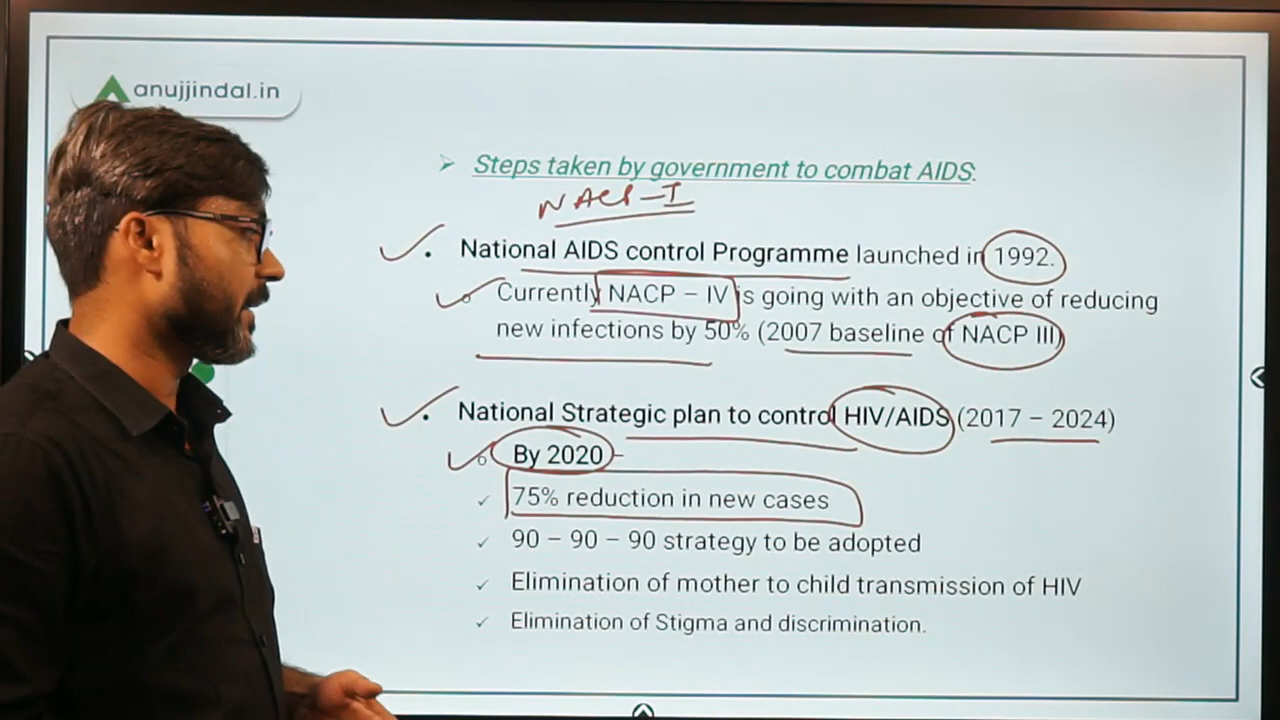 anujjindal.in
➢ Steps taken by government to combat AIDS:
NACP-I
• National AIDS control Programme launched in 1992.
o Currently NACP – IV is going with an objective of reducing
new infections by 50% (2007 baseline of NACP III)
• National Strategic plan to control HIV/AIDS (2017 – 2024)
o By 2020
✓ 75% reduction in new cases
✓ 90 – 90 – 90 strategy to be adopted
✓ Elimination of mother to child transmission of HIV
✓ Elimination of Stigma and discrimination.